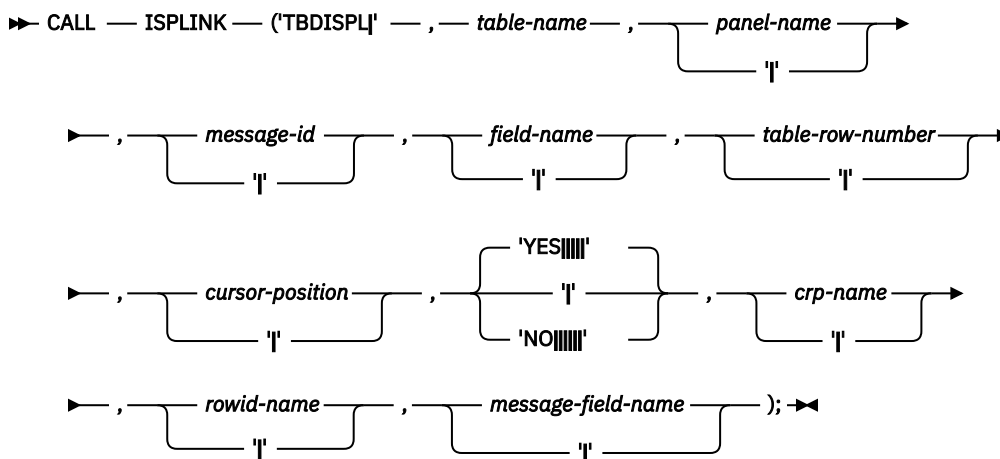 CALL ISPLINK ('TBDISPL|' , table-name , panel-name
'|'
, message-id , field-name , table-row-number
'|' '|' '|'
'YES|||||'
, cursor-position , '|' , crp-name
'|' 'NO||||||' '|'
, rowid-name , message-field-name );
'|' '|'